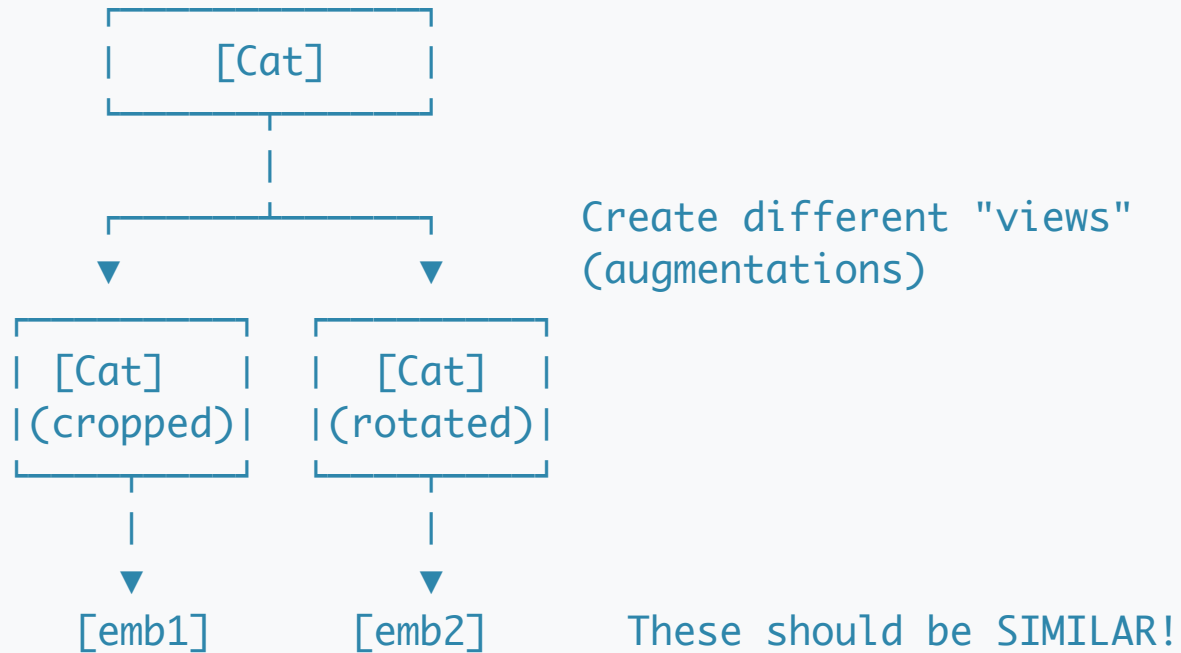 [Cat]
Create different "views"
(augmentations)
[Cat] [Cat]
(cropped) (rotated)
[emb1] [emb2] These should be SIMILAR!